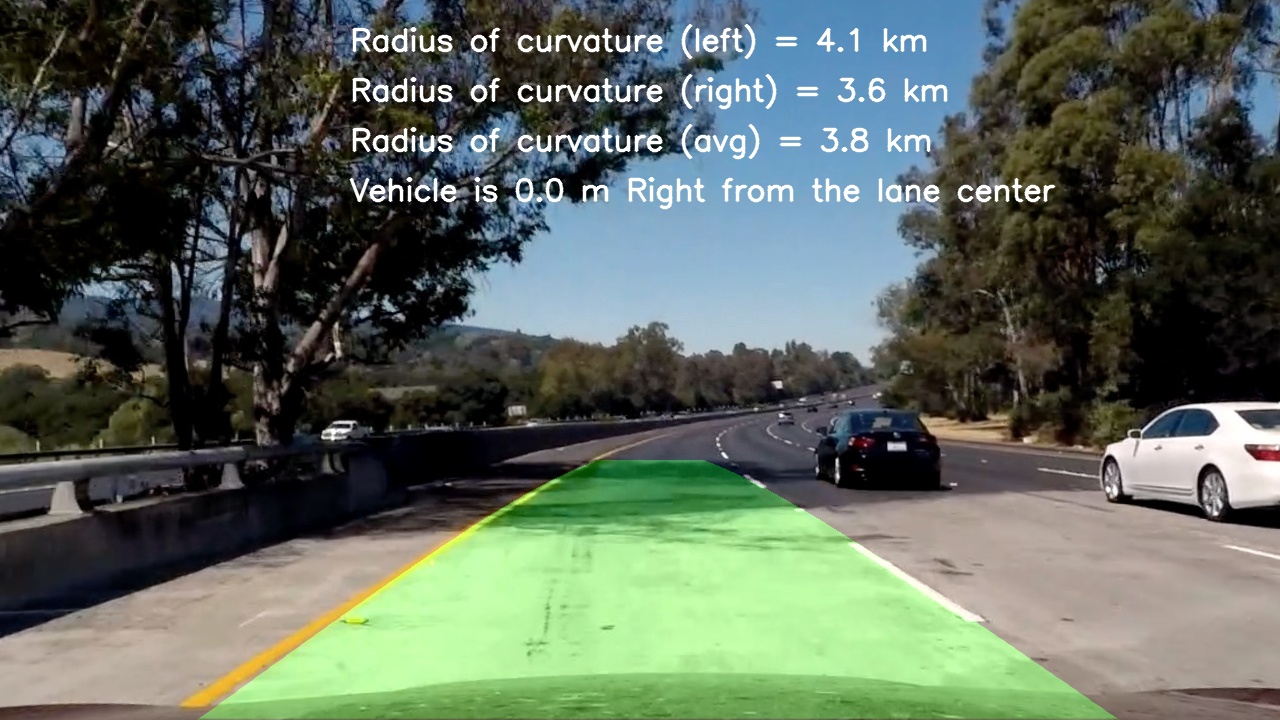 Radius of curvature (left) = 4.1 km
Radius of curvature (right) = 3.6 km
Radius of curvature (avg) = 3.8 km
Vehicle is 0.0 m Right from the lane center